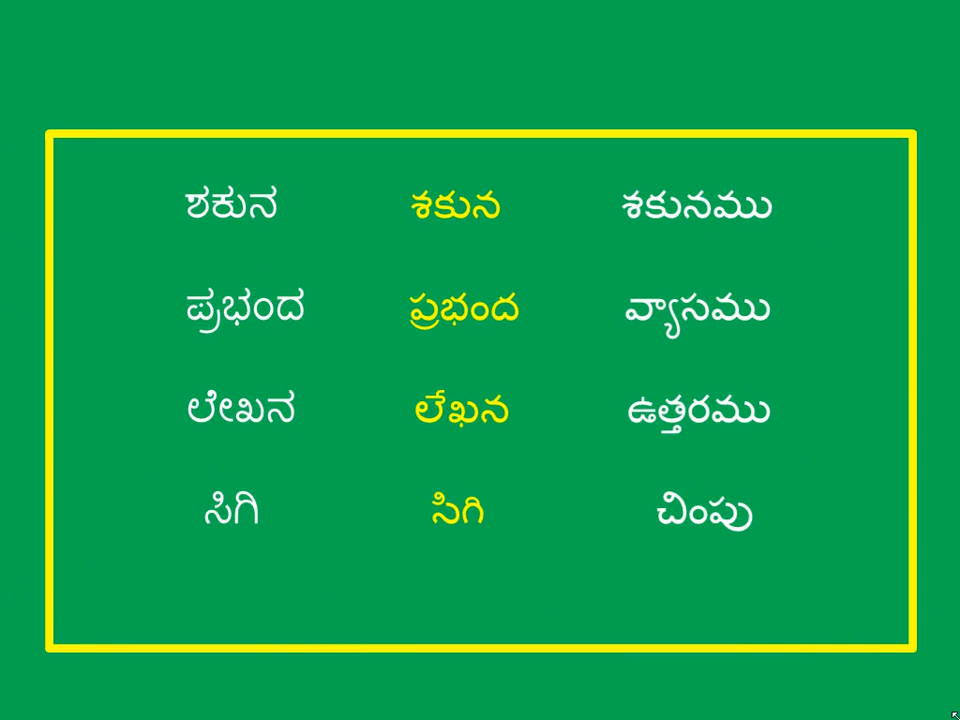 ಶಕುನ శకున శకునము
ಪ್ರಭಂದ ప్రభంద వ్యాసము
ಲೇಖನ లేఖన ఉత్తరము
ಸಿಗಿ సిగి చింపు